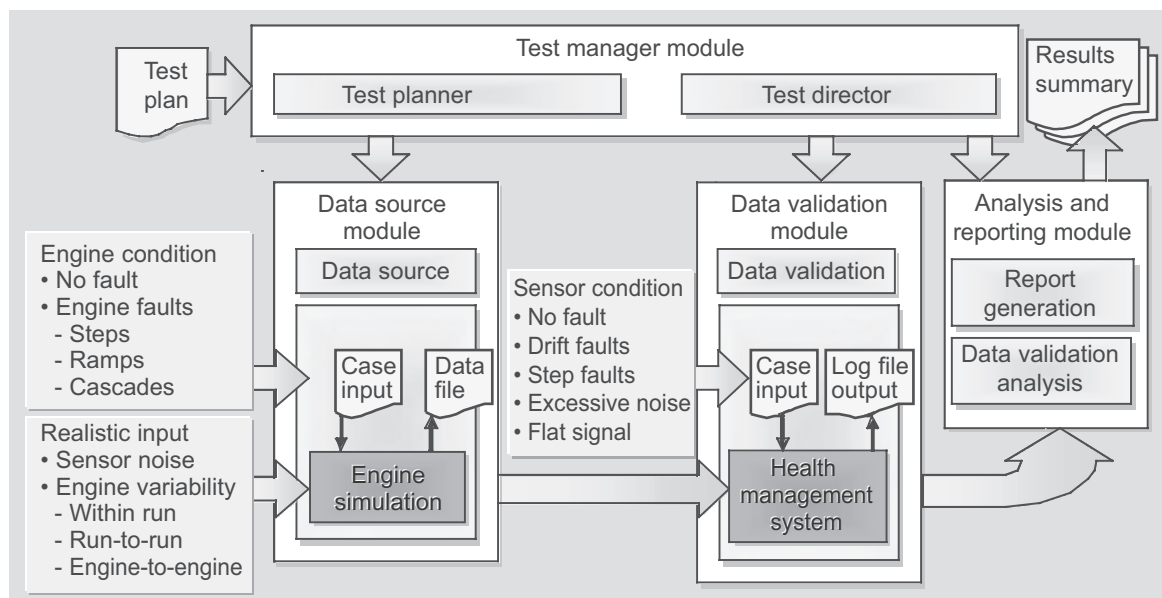 Test manager module
Test
plan
Test planner
Test director
Results
summary
Data source
module
Data source
Engine condition
• No fault
• Engine faults
- Steps
- Ramps
- Cascades
Case
input
Data
file
Realistic input
• Sensor noise
• Engine variability
- Within run
- Run-to-run
- Engine-to-engine
Engine
simulation
Sensor condition
• No fault
• Drift faults
• Step faults
• Excessive noise
• Flat signal
Data validation
module
Data validation
Case
input
Log file
output
Health
management
system
Analysis and
reporting module
Report
generation
Data validation
analysis